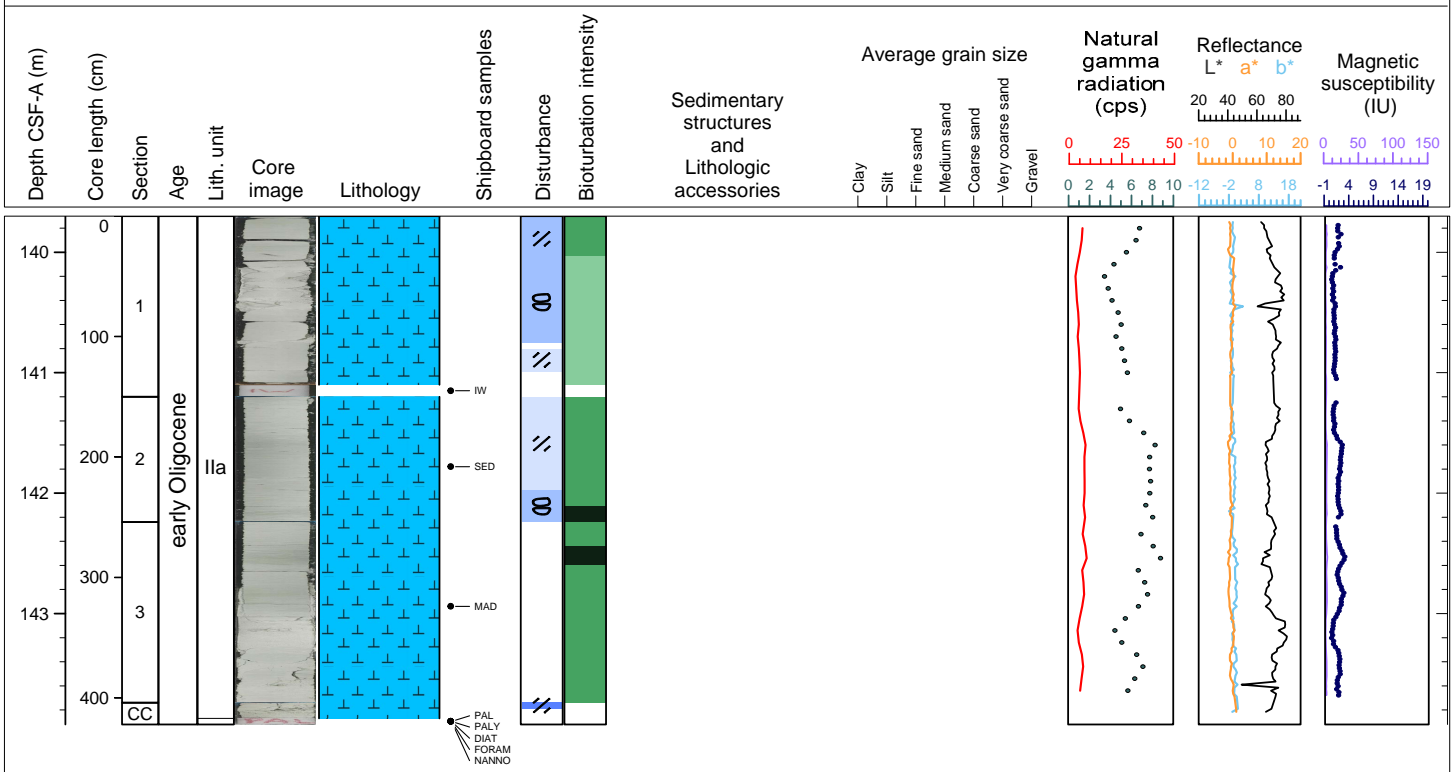 Depth CSF-A (m)
Core length (cm)
Section
Age
Lith. unit
Core
image
Lithology
Shipboard samples
Disturbance
Bioturbation intensity
Sedimentary
structures
and
Lithologic
accessories
Average grain size
Clay
Silt
Fine sand
Medium sand
Coarse sand
Very coarse sand
Gravel
Natural
gamma
radiation
(cps)
0 25 50
0 2 4 6 8 10
Reflectance
L* a* b*
20 40 60 80
-10 0 10 20
-12 -2 8 18
Magnetic
susceptibility
(IU)
0 50 100 150
-1 4 9 14 19
140
141
142
143
0
100
200
300
400
1
2
3
CC
early Oligocene
IIa
IW
SED
MAD
PAL
PALY
DIAT
FORAM
NANNO